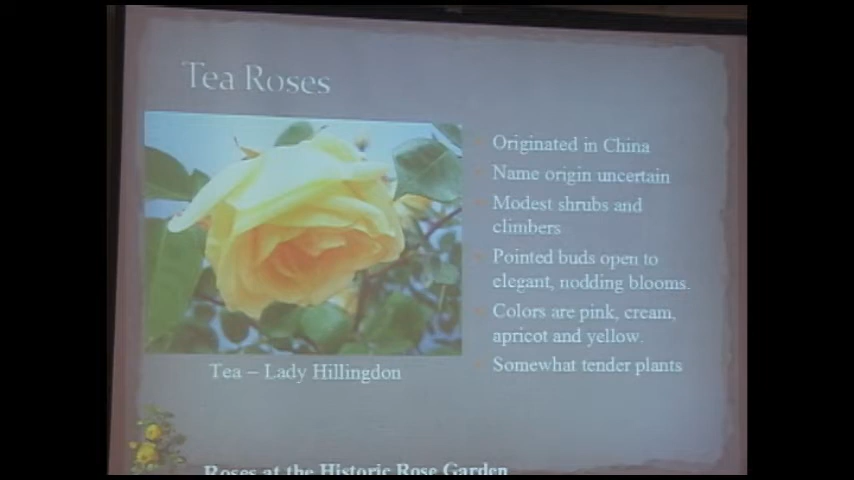 Tea Roses
Originated in China
Name origin uncertain
Modest shrubs and
climbers
Pointed buds open to
elegant, nodding blooms.
Colors are pink, cream,
apricot and yellow.
Somewhat tender plants
Tea – Lady Hillingdon
Roses at the Historic Rose Garden